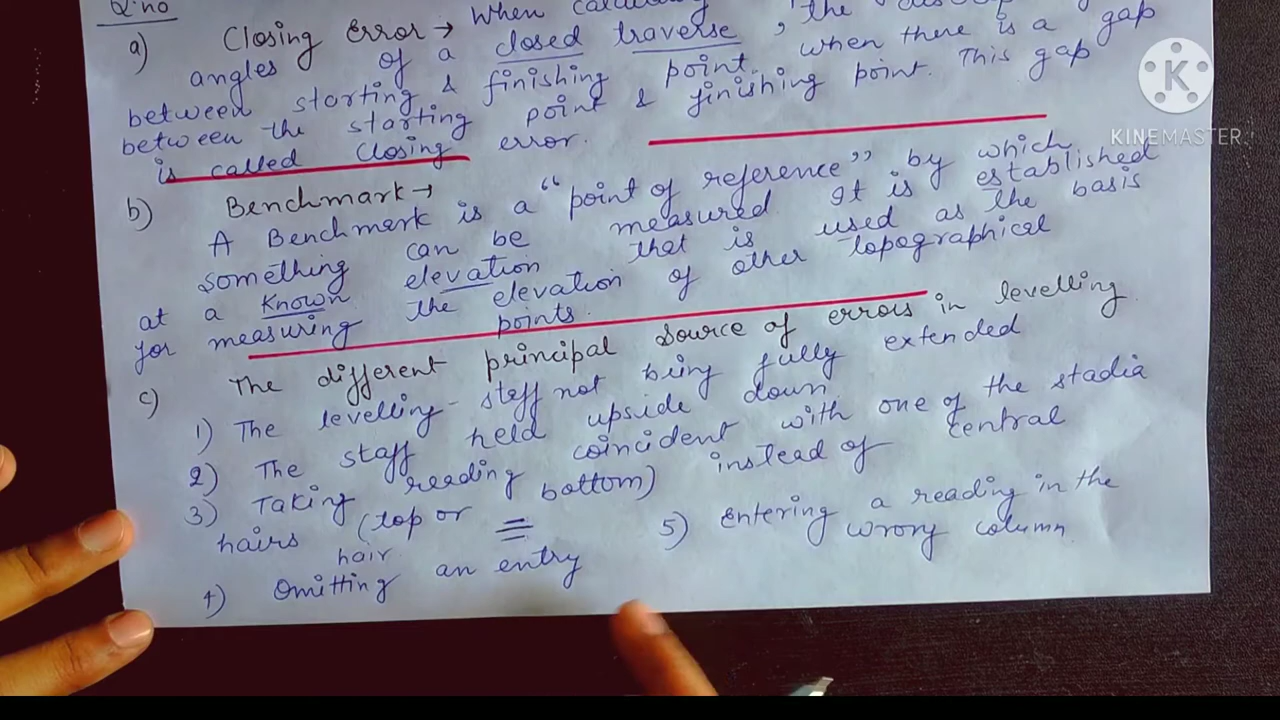 Q.no
a) Closing Error → When calculating the
angles of a closed traverse,
between starting & finishing point. when there is a gap
between the starting point & finishing point. This gap
is called Closing error.
b) Benchmark →
A Benchmark is a "point of reference" by which
something can be measured. It is established
at a known elevation that is used as the basis
for measuring the elevation of other topographical
points.
c) The different principal source of errors in levelling
1) The levelling-staff not being fully extended
2) The staff held upside down
3) Taking reading coincident with one of the stadia
hairs (top or bottom) instead of central
hair.
4) Omitting an entry
5) Entering a reading in the
wrong column
K
KINEMASTER